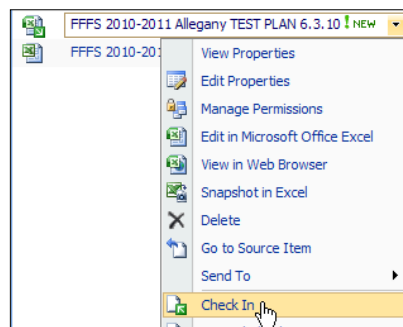 FFFS 2010-2011 Allegany TEST PLAN 6.3.10 ! NEW
FFFS 2010-201
View Properties
Edit Properties
Manage Permissions
Edit in Microsoft Office Excel
View in Web Browser
Snapshot in Excel
Delete
Go to Source Item
Send To
Check In